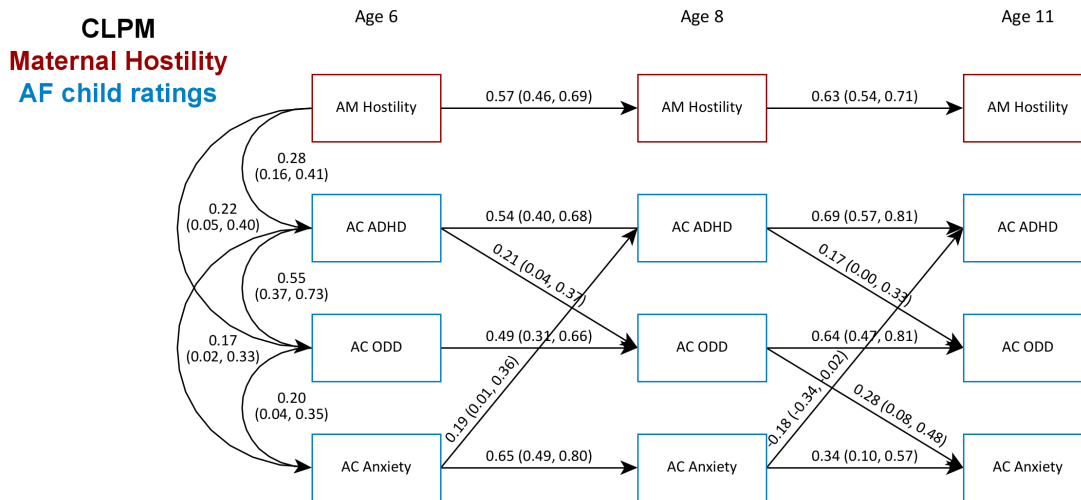 CLPM
Maternal Hostility
AF child ratings
Age 6
Age 8
Age 11
AM Hostility
0.57 (0.46, 0.69)
AM Hostility
0.63 (0.54, 0.71)
AM Hostility
0.28
(0.16, 0.41)
0.22
(0.05, 0.40)
AC ADHD
0.54 (0.40, 0.68)
AC ADHD
0.69 (0.57, 0.81)
AC ADHD
0.21 (0.04, 0.37)
0.17 (0.00, 0.33)
0.55
(0.37, 0.73)
0.17
(0.02, 0.33)
AC ODD
0.49 (0.31, 0.66)
AC ODD
0.64 (0.47, 0.81)
AC ODD
0.20
(0.04, 0.35)
0.19 (0.01, 0.36)
-0.18 (-0.34, -0.02)
0.28 (0.08, 0.48)
AC Anxiety
0.65 (0.49, 0.80)
AC Anxiety
0.34 (0.10, 0.57)
AC Anxiety